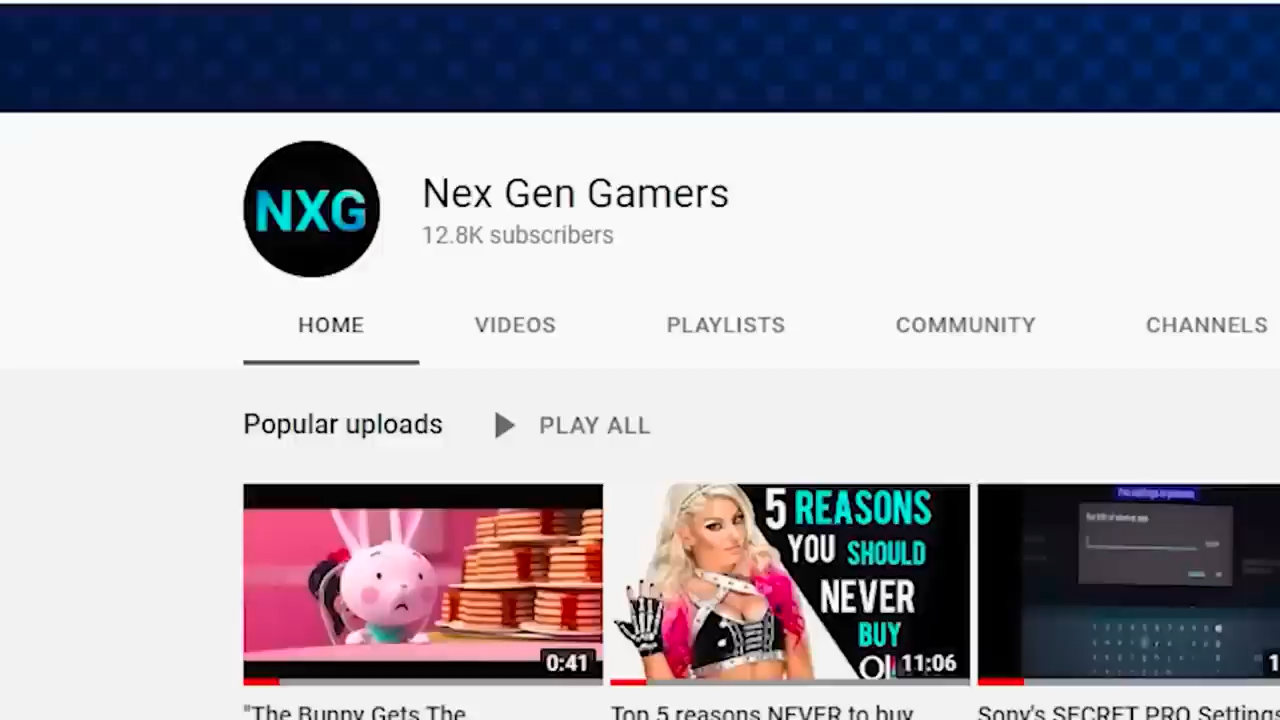 NXG
Nex Gen Gamers
12.8K subscribers
HOME VIDEOS PLAYLISTS COMMUNITY CHANNELS
Popular uploads PLAY ALL
5 REASONS
YOU SHOULD
NEVER
BUY
0:41
11:06
"The Bunny Gets The
Top 5 reasons NEVER to buy
Sony's SECRET PRO Settings